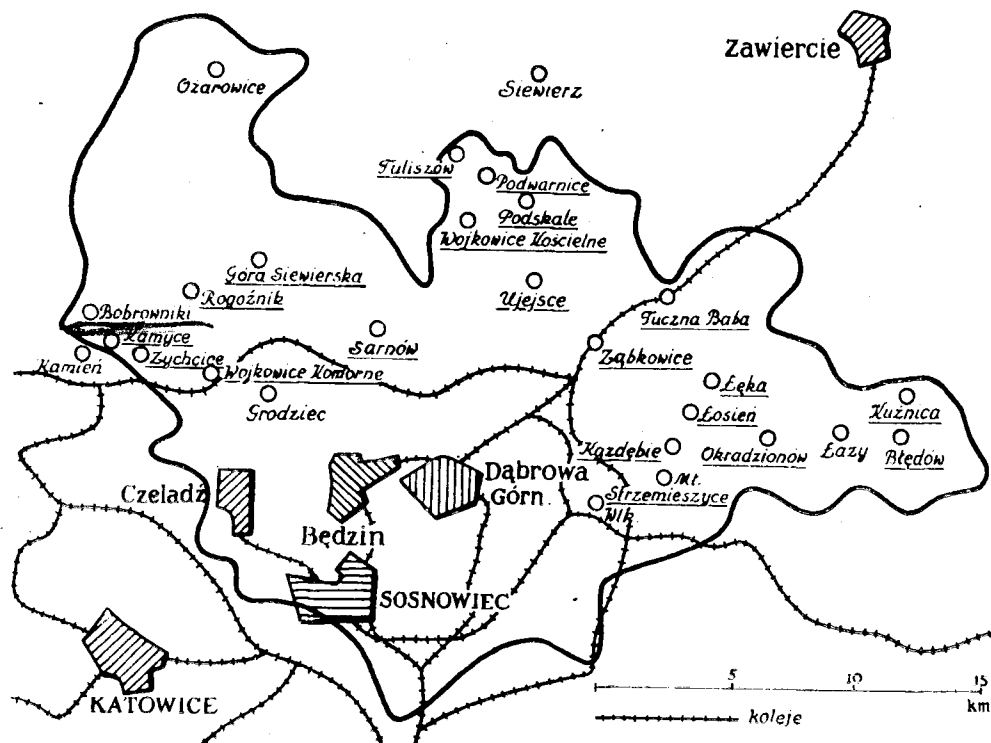 Zawiercie
Ożarowice
Siewierz
Tuliszów
Podwarnice
Podskale
Wojkowice Kościelne
Góra Siewierska
Rogoźnik
Ujejsce
Tuczna Baba
Bobrowniki
Kamyce
Kamień
Żychcice
Sarnów
Ząbkowice
Wojkowice Komorne
Grodziec
Łęka
Łosień
Kuźnica
Kazdębie
Okradzionów
Łazy
Błędów
Mł.
Strzemieszyce
Wlk.
Czeladź
Będzin
Dąbrowa
Górn.
SOSNOWIEC
KATOWICE
5 10 15
km
koleje